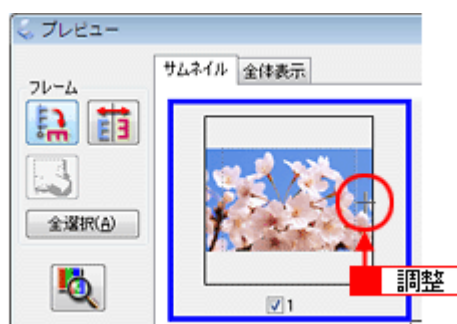 プレビュー
サムネイル 全体表示
フレーム
全選択(A)
調整
1